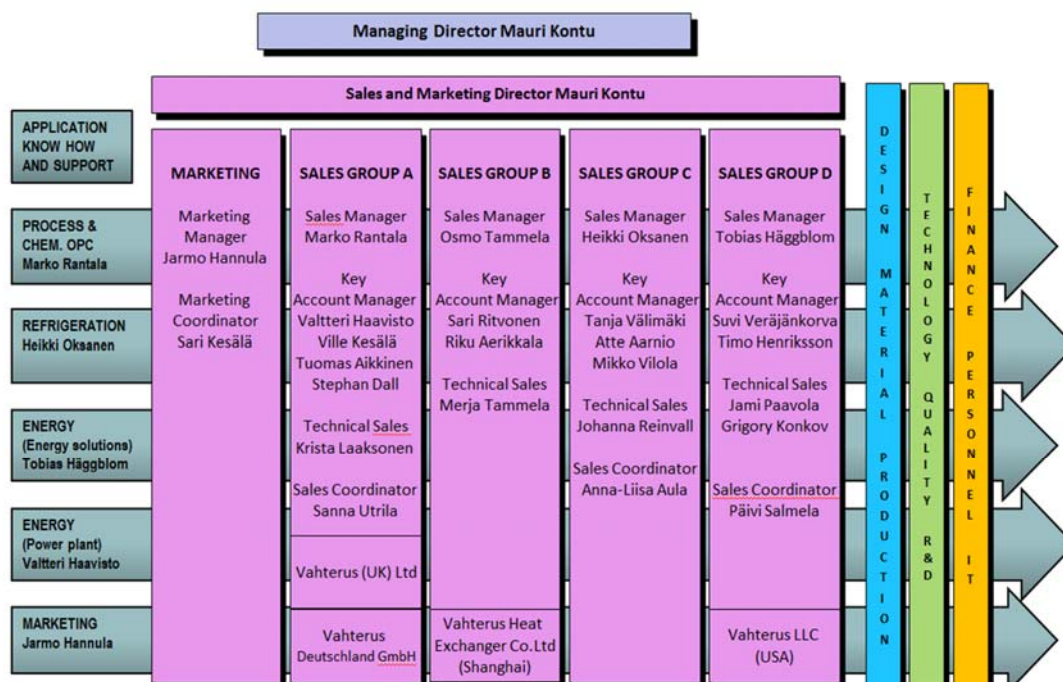 Managing Director Mauri Kontu
Sales and Marketing Director Mauri Kontu
APPLICATION
KNOW HOW
AND SUPPORT
PROCESS &
CHEM. OPC
Marko Rantala
REFRIGERATION
Heikki Oksanen
ENERGY
(Energy solutions)
Tobias Häggblom
ENERGY
(Power plant)
Valtteri Haavisto
MARKETING
Jarmo Hannula
MARKETING
Marketing
Manager
Jarmo Hannula
Marketing
Coordinator
Sari Kesälä
SALES GROUP A
Sales Manager
Marko Rantala
Key
Account Manager
Valtteri Haavisto
Ville Kesälä
Tuomas Aikkinen
Stephan Dall
Technical Sales
Krista Laaksonen
Sales Coordinator
Sanna Utrila
Vahterus (UK) Ltd
Vahterus
Deutschland GmbH
SALES GROUP B
Sales Manager
Osmo Tammela
Key
Account Manager
Sari Ritvonen
Riku Aerikkala
Technical Sales
Merja Tammela
Vahterus Heat
Exchanger Co.Ltd
(Shanghai)
SALES GROUP C
Sales Manager
Heikki Oksanen
Key
Account Manager
Tanja Välimäki
Atte Aarnio
Mikko Vilola
Technical Sales
Johanna Reinvall
Sales Coordinator
Anna-Liisa Aula
SALES GROUP D
Sales Manager
Tobias Häggblom
Key
Account Manager
Suvi Veräjänkorva
Timo Henriksson
Technical Sales
Jami Paavola
Grigory Konkov
Sales Coordinator
Päivi Salmela
Vahterus LLC
(USA)
DESIGN MATERIAL PRODUCTION
TECHNOLOGY QUALITY R&D
FINANCE PERSONNEL IT